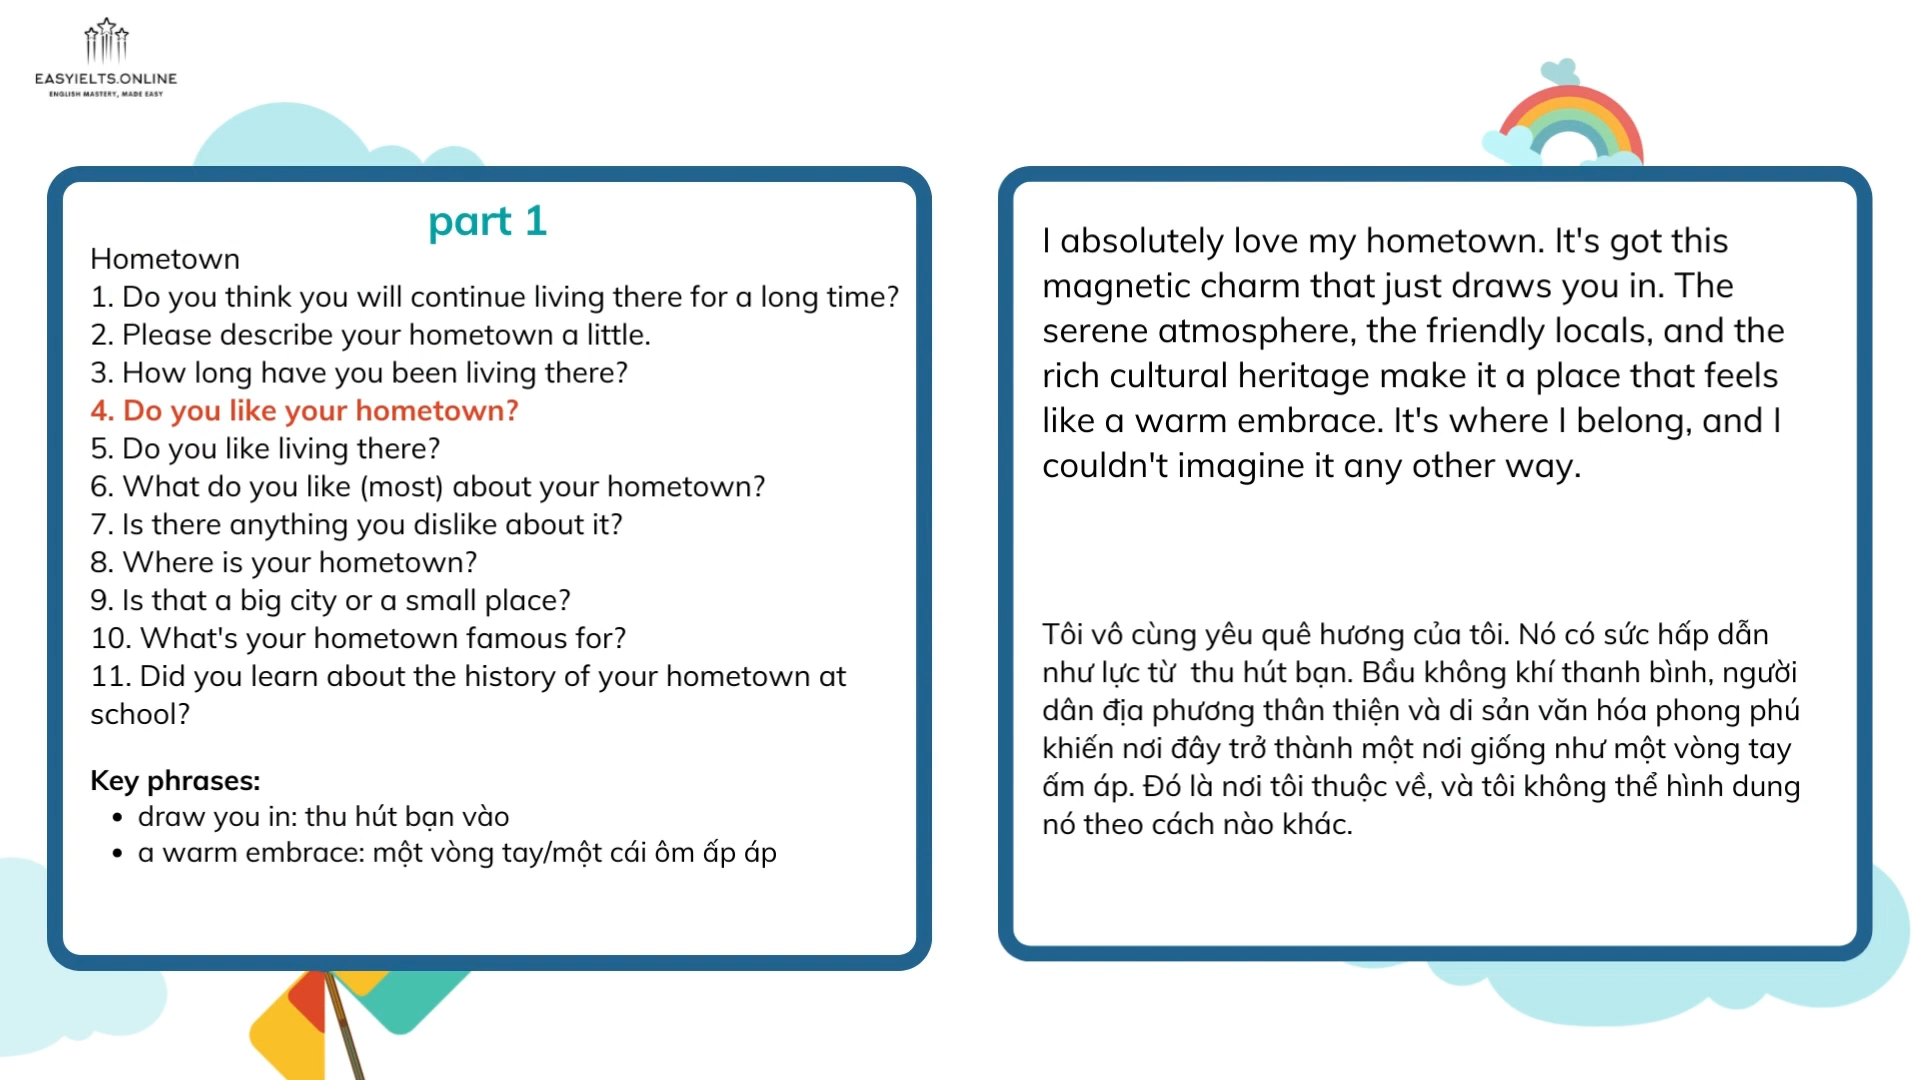 EASYIELTS.ONLINE
ENGLISH MASTERY, MADE EASY
part 1
Hometown
1. Do you think you will continue living there for a long time?
2. Please describe your hometown a little.
3. How long have you been living there?
4. Do you like your hometown?
5. Do you like living there?
6. What do you like (most) about your hometown?
7. Is there anything you dislike about it?
8. Where is your hometown?
9. Is that a big city or a small place?
10. What's your hometown famous for?
11. Did you learn about the history of your hometown at
school?
Key phrases:
• draw you in: thu hút bạn vào
• a warm embrace: một vòng tay/một cái ôm ấp áp
I absolutely love my hometown. It's got this
magnetic charm that just draws you in. The
serene atmosphere, the friendly locals, and the
rich cultural heritage make it a place that feels
like a warm embrace. It's where I belong, and I
couldn't imagine it any other way.
Tôi vô cùng yêu quê hương của tôi. Nó có sức hấp dẫn
như lực từ  thu hút bạn. Bầu không khí thanh bình, người
dân địa phương thân thiện và di sản văn hóa phong phú
khiến nơi đây trở thành một nơi giống như một vòng tay
ấm áp. Đó là nơi tôi thuộc về, và tôi không thể hình dung
nó theo cách nào khác.